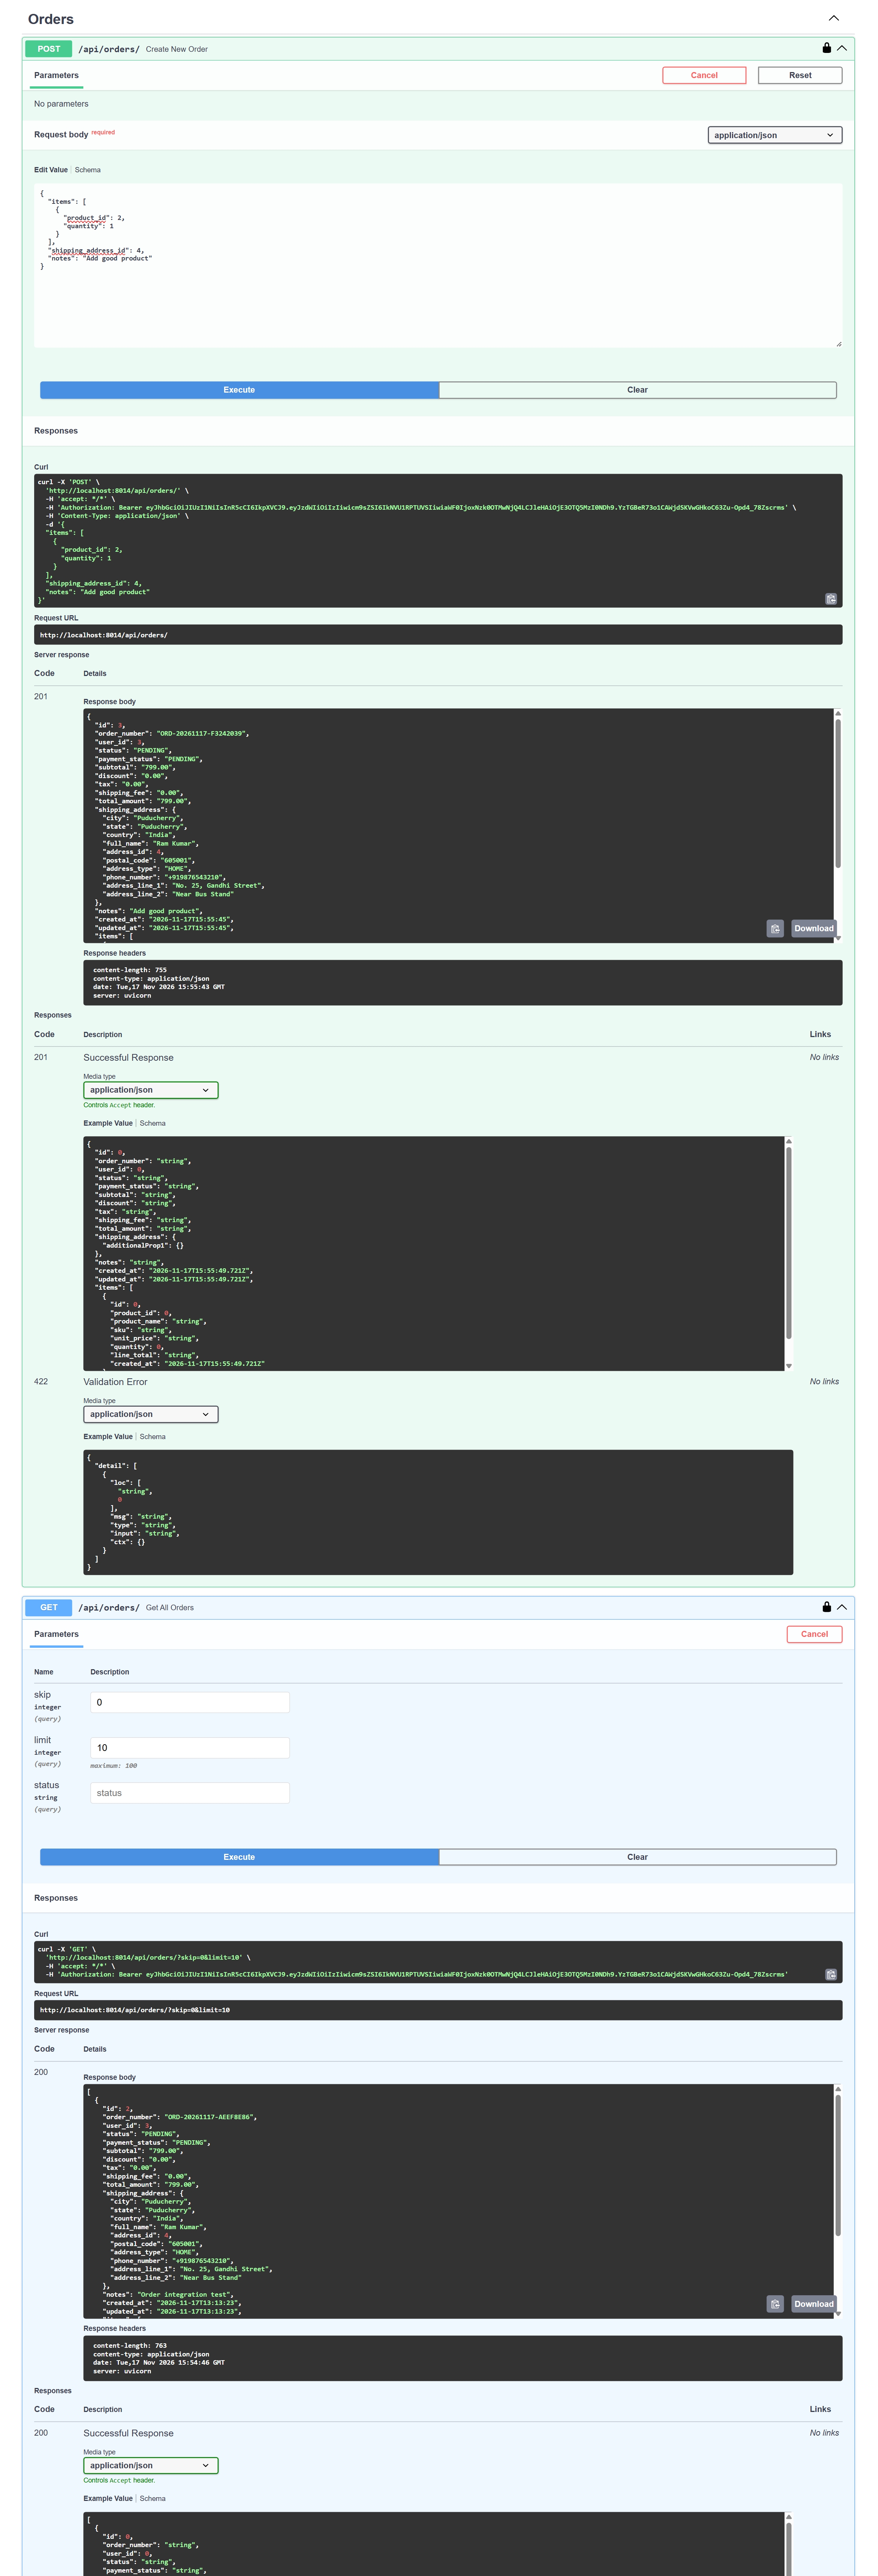 Orders
POST /api/orders/ Create New Order
Parameters
Cancel
Reset
No parameters
Request body required
application/json
Edit Value | Schema
{
  "items": [
    {
      "product_id": 2,
      "quantity": 1
    }
  ],
  "shipping_address_id": 4,
  "notes": "Add good product"
}
Execute
Clear
Responses
Curl
curl -X 'POST' \
  'http://localhost:8014/api/orders/' \
  -H 'accept: */*' \
  -H 'Content-Type: application/json' \
  -d '{
  "items": [
    {
      "product_id": 2,
      "quantity": 1
    }
  ],
  "shipping_address_id": 4,
  "notes": "Add good product"
}'
Request URL
http://localhost:8014/api/orders/
Server response
Code Details
201
Response body
{
  "id": 3,
  "order_number": "ORD-20261117-F3242039",
  "user_id": 3,
  "status": "PENDING",
  "payment_status": "PENDING",
  "subtotal": "799.00",
  "discount": "0.00",
  "tax": "0.00",
  "shipping_fee": "0.00",
  "total_amount": "799.00",
  "shipping_address": {
    "city": "Puducherry",
    "state": "Puducherry",
    "country": "India",
    "full_name": "Ram Kumar",
    "address_id": 4,
    "postal_code": "605001",
    "address_type": "HOME",
    "phone_number": "+919876543210",
    "address_line_1": "No. 25, Gandhi Street",
    "address_line_2": "Near Bus Stand"
  },
  "notes": "Add good product",
  "created_at": "2026-11-17T15:55:45",
  "updated_at": "2026-11-17T15:55:45",
  "items": [
Download
Response headers
content-length: 755
content-type: application/json
date: Tue,17 Nov 2026 15:55:43 GMT
server: uvicorn
Responses
Code Description Links
201 Successful Response No links
Media type
application/json
Controls Accept header.
Example Value | Schema
{
  "id": 0,
  "order_number": "string",
  "user_id": 0,
  "status": "string",
  "payment_status": "string",
  "subtotal": "string",
  "discount": "string",
  "tax": "string",
  "shipping_fee": "string",
  "total_amount": "string",
  "shipping_address": {
    "additionalProp1": {}
  },
  "notes": "string",
  "created_at": "2026-11-17T15:55:49.721Z",
  "updated_at": "2026-11-17T15:55:49.721Z",
  "items": [
    {
      "id": 0,
      "product_id": 0,
      "product_name": "string",
      "sku": "string",
      "unit_price": "string",
      "quantity": 0,
      "line_total": "string",
      "created_at": "2026-11-17T15:55:49.721Z"
422 Validation Error No links
Media type
application/json
Example Value | Schema
{
  "detail": [
    {
      "loc": [
        "string",
        0
      ],
      "msg": "string",
      "type": "string",
      "input": "string",
      "ctx": {}
    }
  ]
}
GET /api/orders/ Get All Orders
Parameters
Cancel
Name Description
skip
integer
(query)
0
limit
integer
(query)
10
maximum: 100
status
string
(query)
status
Execute
Clear
Responses
Curl
curl -X 'GET' \
  'http://localhost:8014/api/orders/?skip=0&limit=10' \
  -H 'accept: */*' \
Request URL
http://localhost:8014/api/orders/?skip=0&limit=10
Server response
Code Details
200
Response body
[
  {
    "id": 2,
    "order_number": "ORD-20261117-AEEF8E86",
    "user_id": 3,
    "status": "PENDING",
    "payment_status": "PENDING",
    "subtotal": "799.00",
    "discount": "0.00",
    "tax": "0.00",
    "shipping_fee": "0.00",
    "total_amount": "799.00",
    "shipping_address": {
      "city": "Puducherry",
      "state": "Puducherry",
      "country": "India",
      "full_name": "Ram Kumar",
      "address_id": 4,
      "postal_code": "605001",
      "address_type": "HOME",
      "phone_number": "+919876543210",
      "address_line_1": "No. 25, Gandhi Street",
      "address_line_2": "Near Bus Stand"
    },
    "notes": "Order integration test",
    "created_at": "2026-11-17T13:13:23",
    "updated_at": "2026-11-17T13:13:23",
Download
Response headers
content-length: 763
content-type: application/json
date: Tue,17 Nov 2026 15:54:46 GMT
server: uvicorn
Responses
Code Description Links
200 Successful Response No links
Media type
application/json
Controls Accept header.
Example Value | Schema
[
  {
    "id": 0,
    "order_number": "string",
    "user_id": 0,
    "status": "string",
    "payment_status": "string",